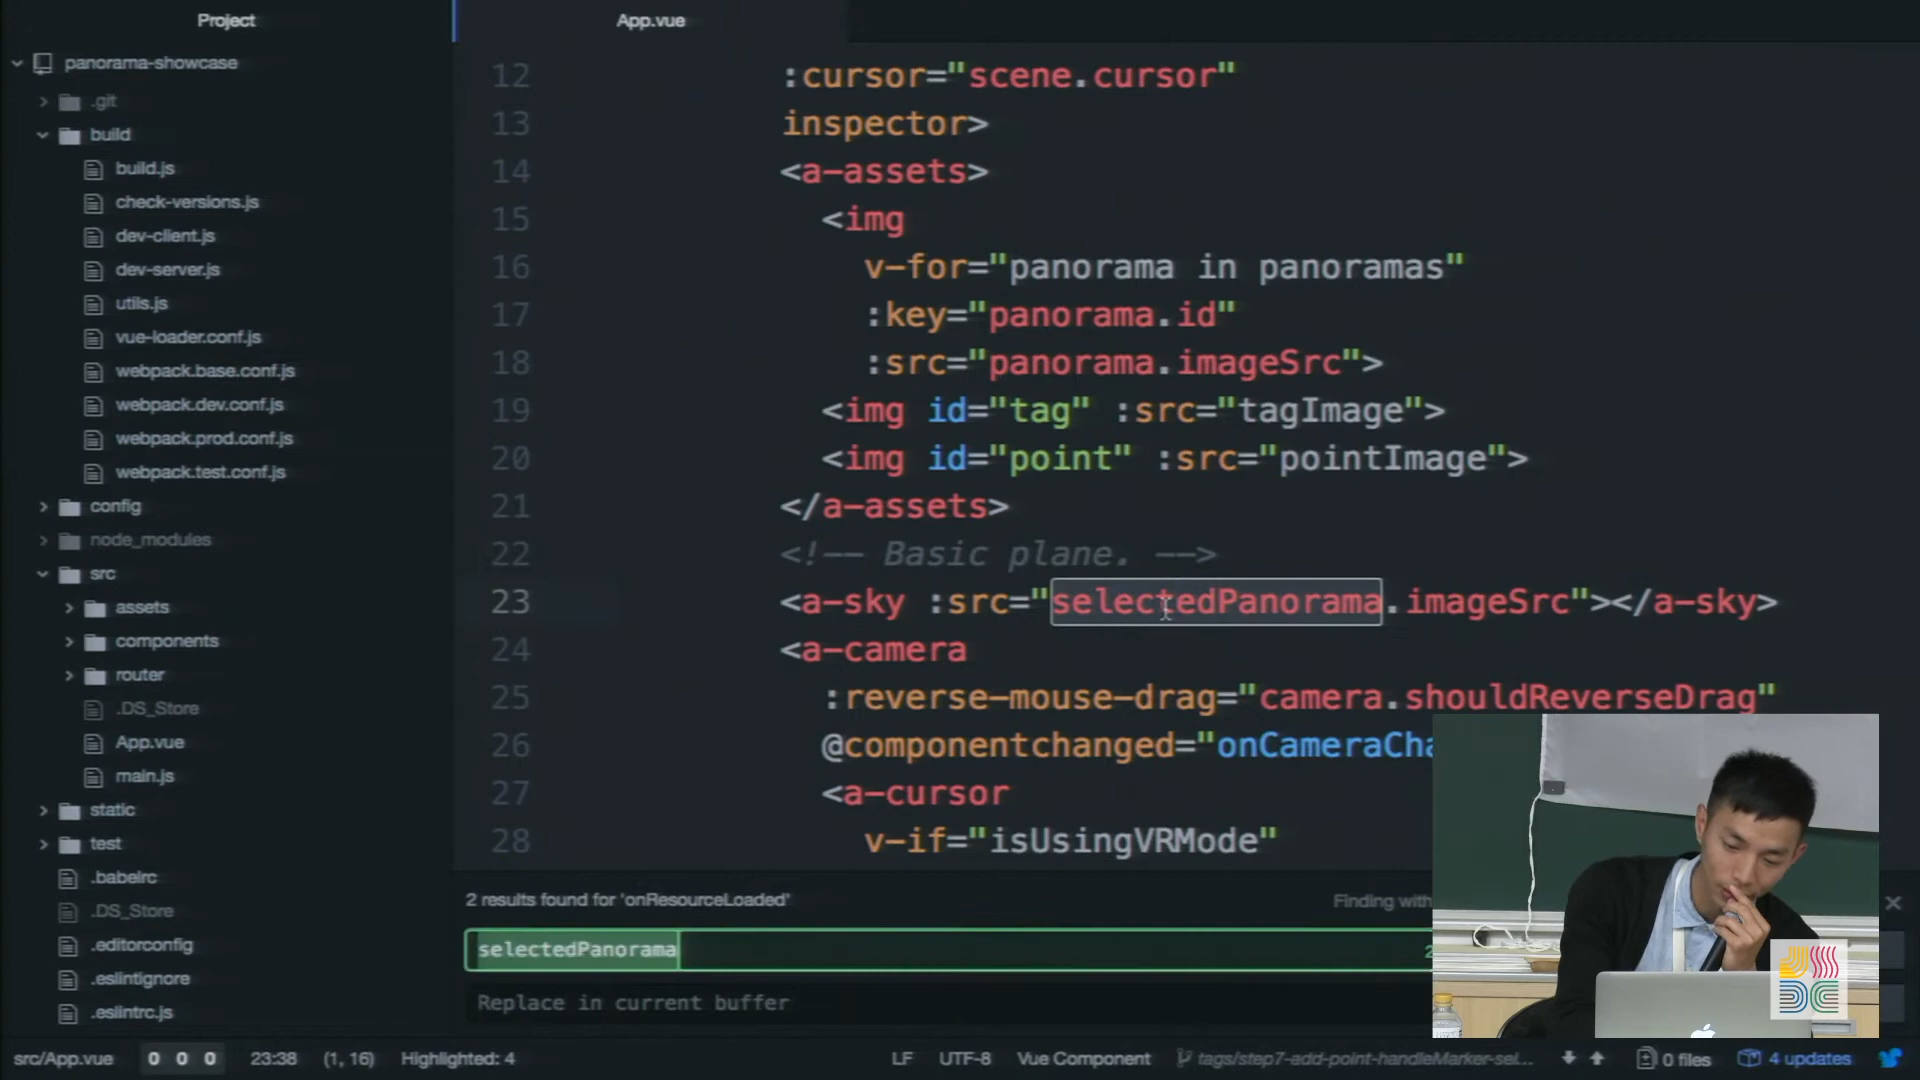 Project
App.vue
panorama-showcase
.git
build
build.js
check-versions.js
dev-client.js
dev-server.js
utils.js
vue-loader.conf.js
webpack.base.conf.js
webpack.dev.conf.js
webpack.prod.conf.js
webpack.test.conf.js
config
node_modules
src
assets
components
router
.DS_Store
App.vue
main.js
static
test
.babelrc
.DS_Store
.editorconfig
.eslintignore
.eslintrc.js
12 :cursor="scene.cursor"
13 inspector>
14 <a-assets>
15 <img
16 v-for="panorama in panoramas"
17 :key="panorama.id"
18 :src="panorama.imageSrc">
19 <img id="tag" :src="tagImage">
20 <img id="point" :src="pointImage">
21 </a-assets>
22 <!-- Basic plane. -->
23 <a-sky :src="selectedPanorama.imageSrc"></a-sky>
24 <a-camera
25 :reverse-mouse-drag="camera.shouldReverseDrag"
26 @componentchanged="onCameraCha
27 <a-cursor
28 v-if="isUsingVRMode"
2 results found for 'onResourceLoaded'
Finding with
selectedPanorama
Replace in current buffer
src/App.vue 0 0 0 23:38 (1, 16) Highlighted: 4 LF UTF-8 Vue Component tags/step7-add-point-handleMarker-sel... 0 files 4 updates